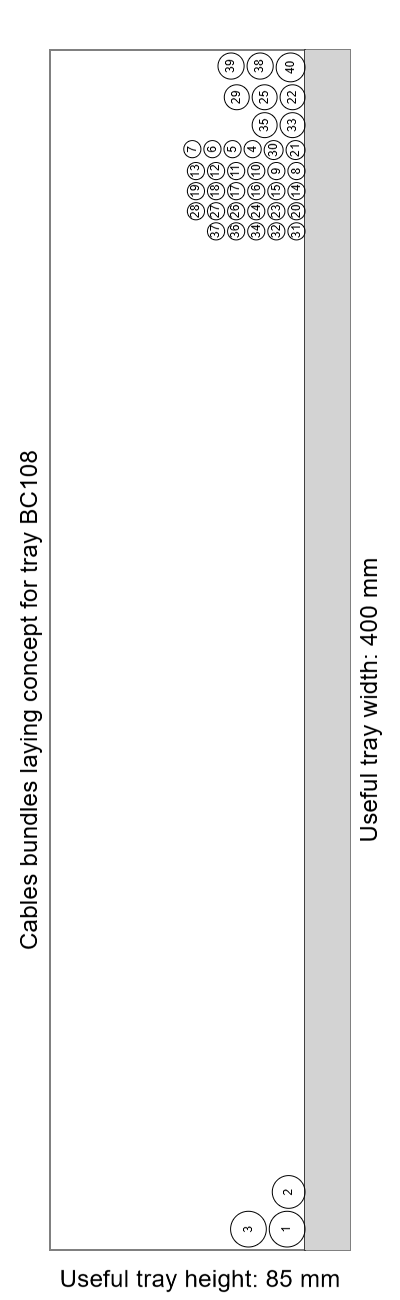 39 38 40
29 25 22
35 33
7 6 5 4 30 21
13 12 11 10 9 8
19 18 17 16 15 14
28 27 26 24 23 20
37 36 34 32 31
Cables bundles laying concept for tray BC108
Useful tray width: 400 mm
2
3 1
Useful tray height: 85 mm